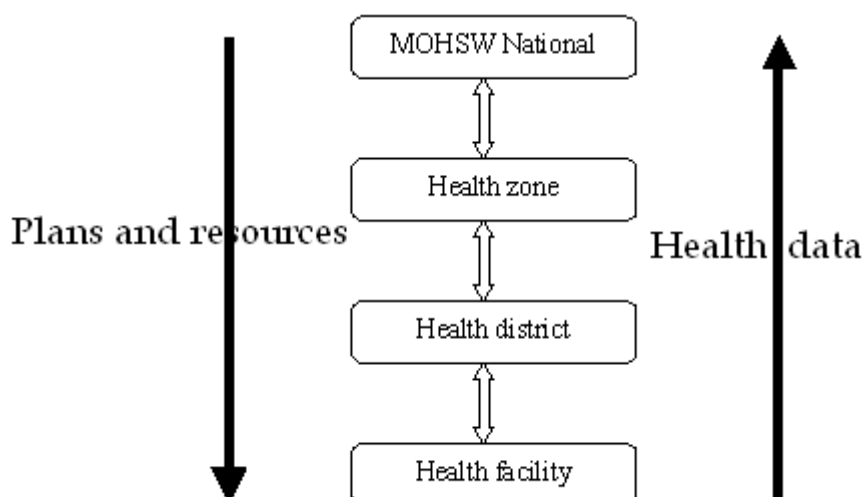 MOHSW National
Health zone
Plans and resources
Health data
Health district
Health facility